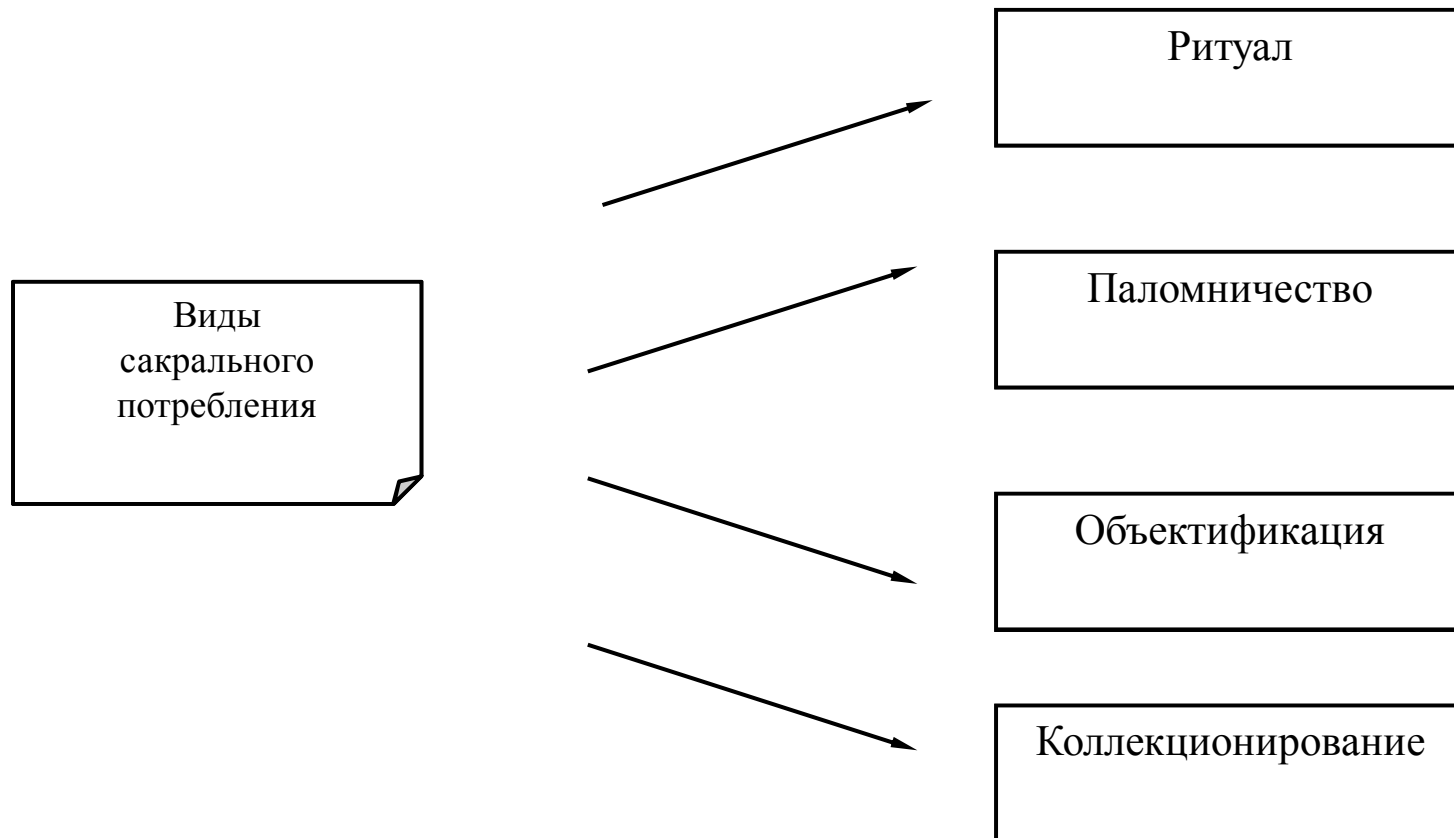 Виды
сакрального
потребления
Ритуал
Паломничество
Объектификация
Коллекционирование